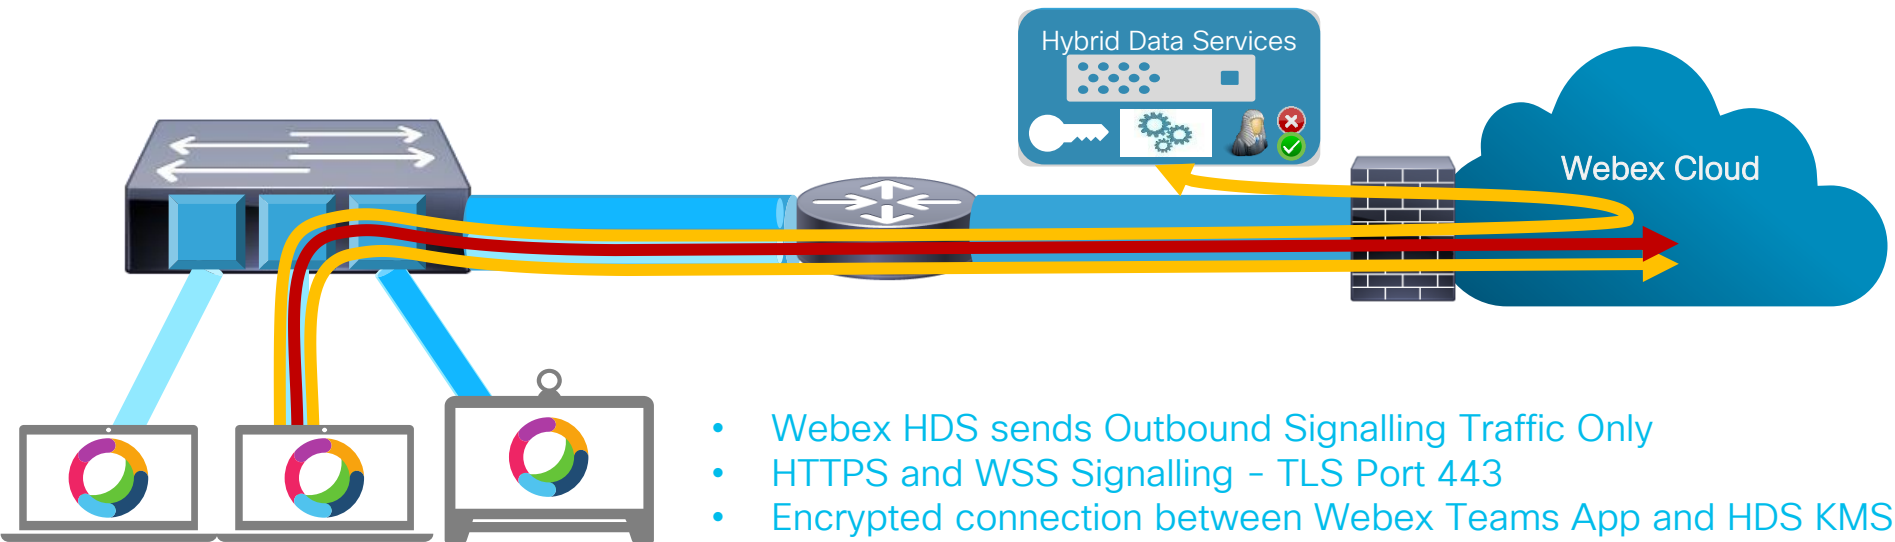 Hybrid Data Services
Webex Cloud
• Webex HDS sends Outbound Signalling Traffic Only
• HTTPS and WSS Signalling - TLS Port 443
• Encrypted connection between Webex Teams App and HDS KMS